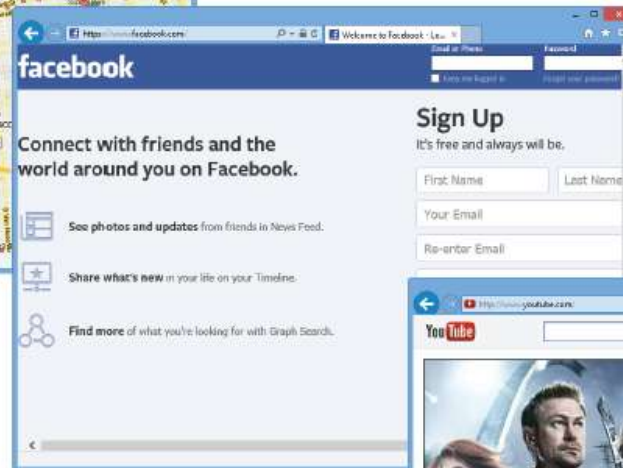 https://www.facebook.com/
Welcome to Facebook - Lo...
facebook
Email or Phone
Password
Keep me logged in
Forgot your password?
Connect with friends and the
world around you on Facebook.
See photos and updates from friends in News Feed.
Share what's new in your life on your Timeline.
Find more of what you're looking for with Graph Search.
Sign Up
It's free and always will be.
First Name
Last Name
Your Email
Re-enter Email
http://www.youtube.com/
YouTube